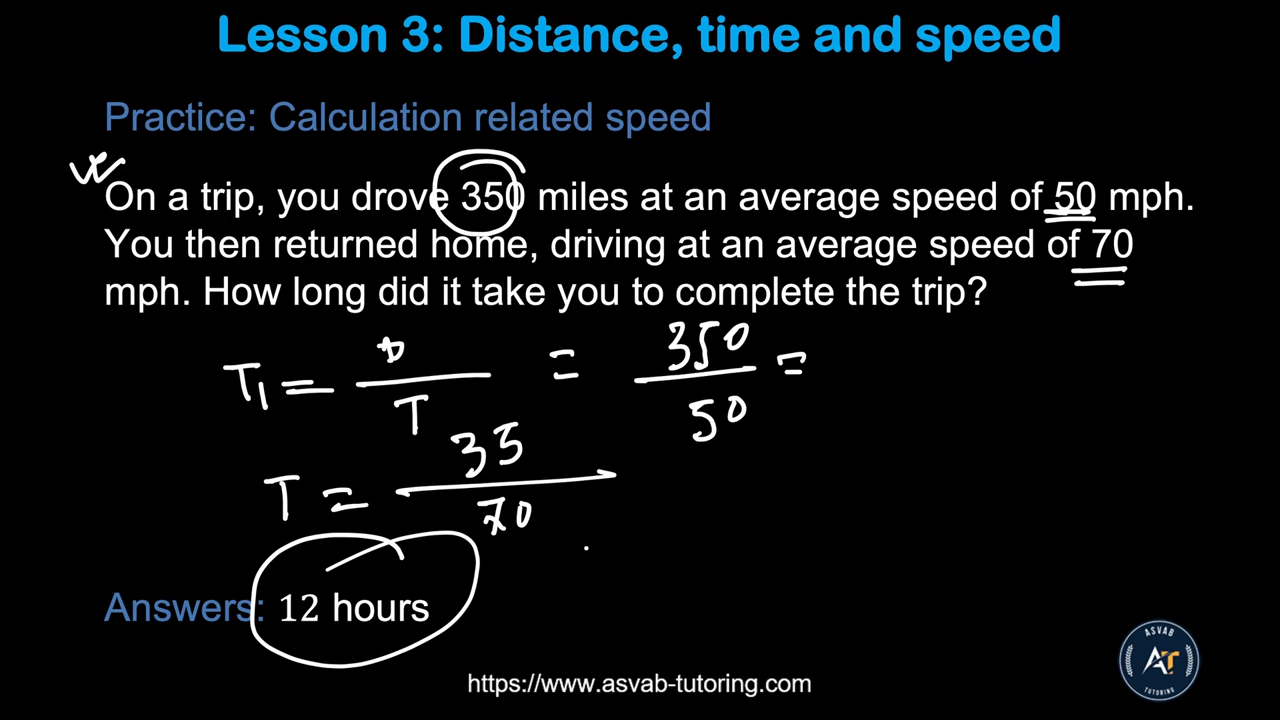 Lesson 3: Distance, time and speed
Practice: Calculation related speed
On a trip, you drove 350 miles at an average speed of 50 mph.
You then returned home, driving at an average speed of 70
mph. How long did it take you to complete the trip?
T1 = D / T = 350 / 50 =
T = 35 / 70
Answers: 12 hours
ASVAB
AT
TUTORING
https://www.asvab-tutoring.com